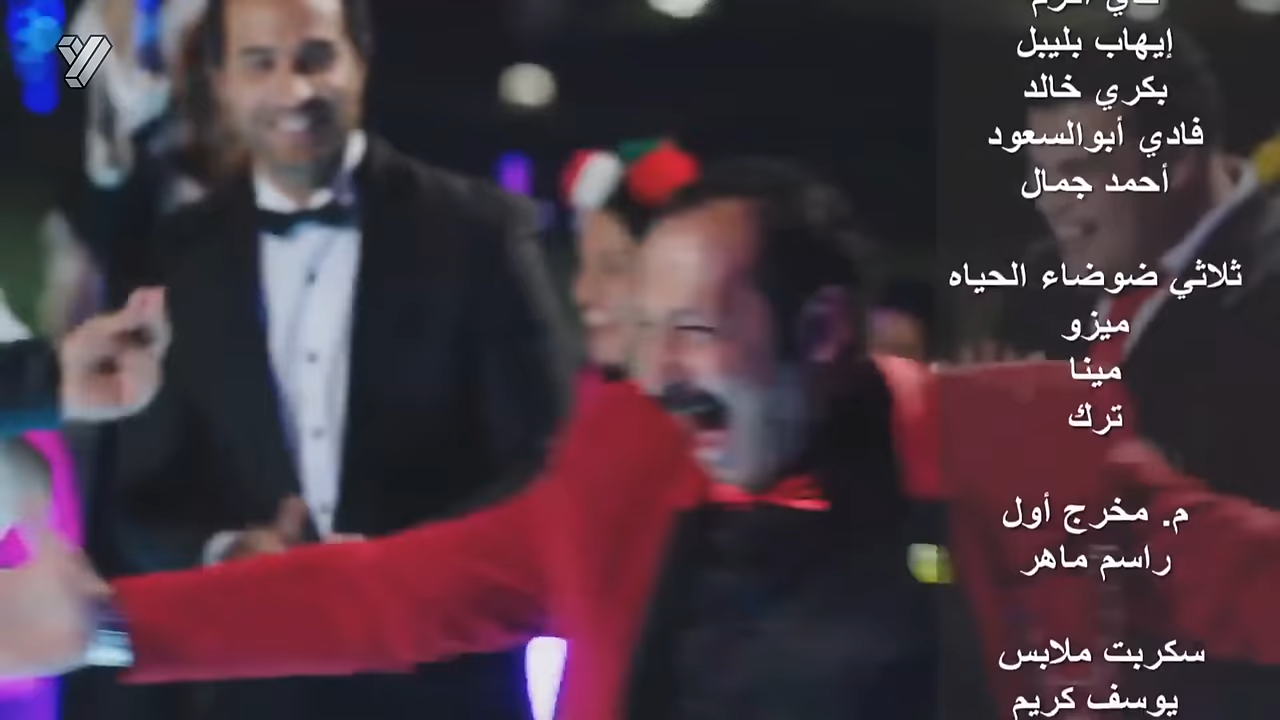 إيهاب بليبل
بكري خالد
فادي أبوالسعود
أحمد جمال
ثلاثي ضوضاء الحياه
ميزو
مينا
ترك
م. مخرج أول
راسم ماهر
سكربت ملابس
يوسف كريم